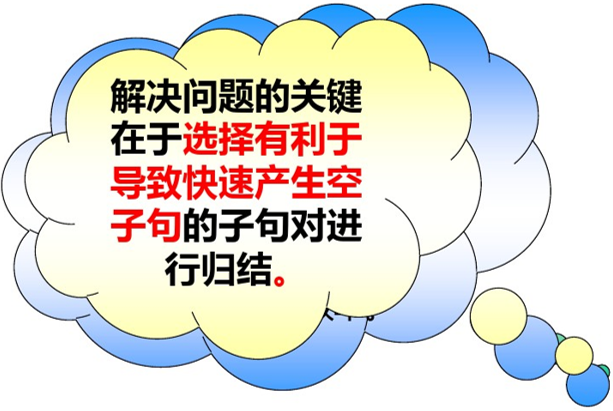 解决问题的关键
在于选择有利于
导致快速产生空
子句的子句对进
行归结。